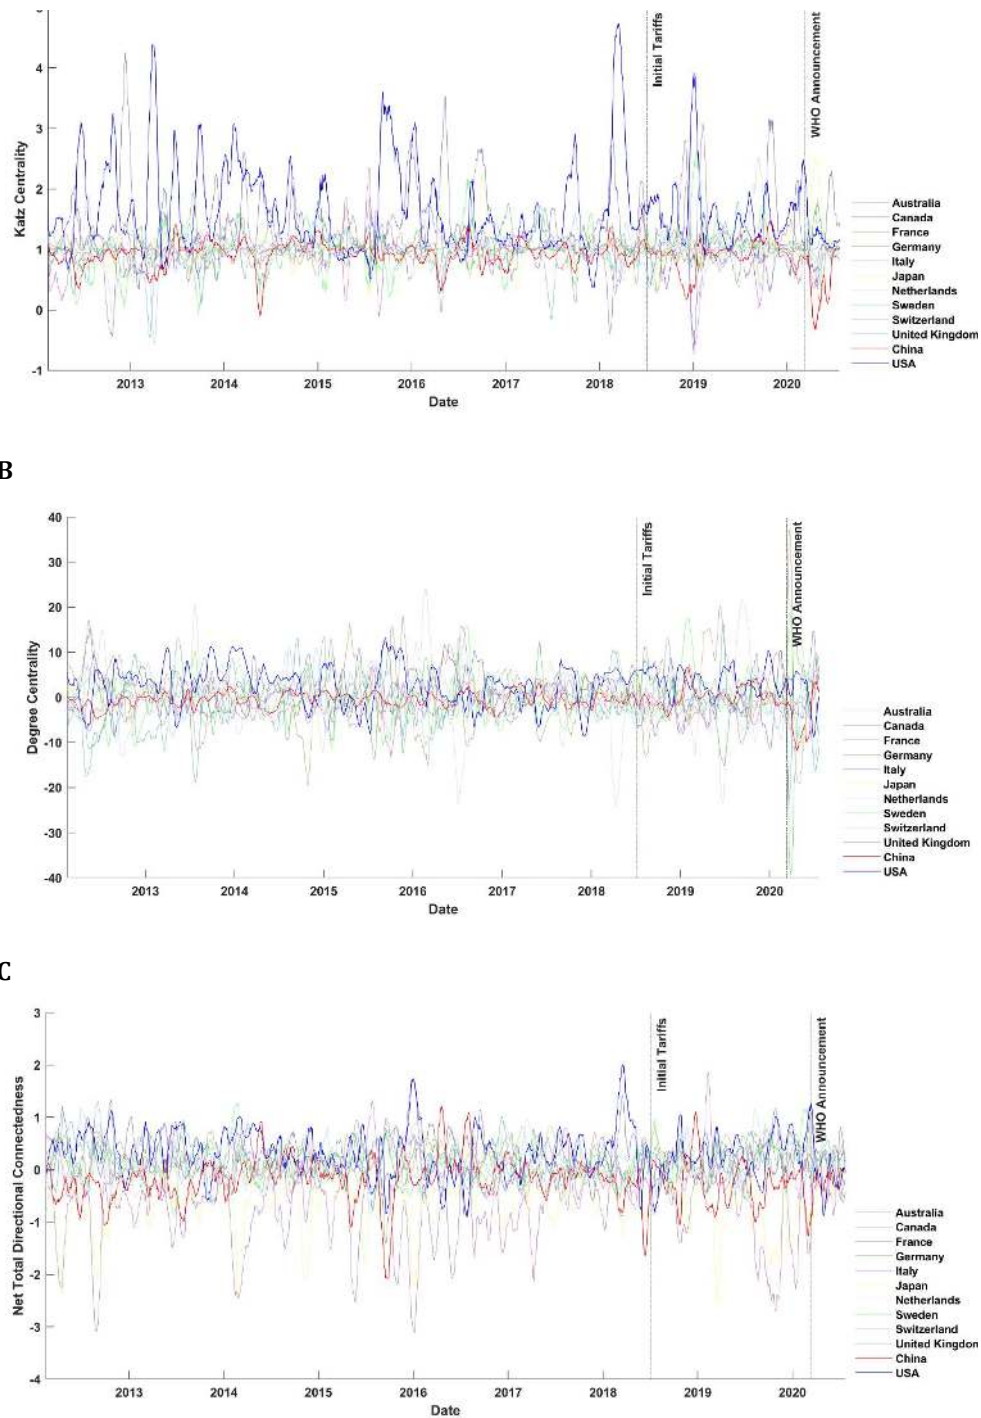 5
4
3
2
1
0
-1
Katz Centrality
Initial Tariffs
WHO Announcement
2013 2014 2015 2016 2017 2018 2019 2020
Date
Australia
Canada
France
Germany
Italy
Japan
Netherlands
Sweden
Switzerland
United Kingdom
China
USA
B
40
30
20
10
0
-10
-20
-30
-40
Degree Centrality
Initial Tariffs
WHO Announcement
2013 2014 2015 2016 2017 2018 2019 2020
Date
Australia
Canada
France
Germany
Italy
Japan
Netherlands
Sweden
Switzerland
United Kingdom
China
USA
C
3
2
1
0
-1
-2
-3
-4
Net Total Directional Connectedness
Initial Tariffs
WHO Announcement
2013 2014 2015 2016 2017 2018 2019 2020
Date
Australia
Canada
France
Germany
Italy
Japan
Netherlands
Sweden
Switzerland
United Kingdon
China
USA